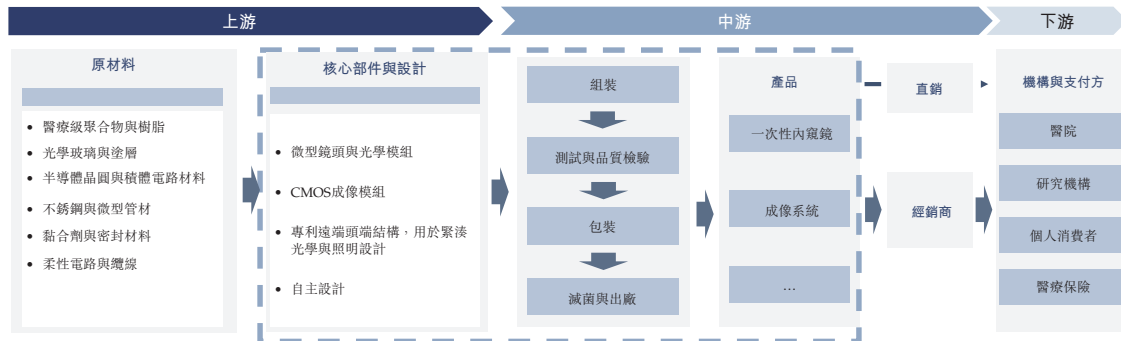 上游
中游
下游
原材料
• 醫療級聚合物與樹脂
• 光學玻璃與塗層
• 半導體晶圓與積體電路材料
• 不銹鋼與微型管材
• 黏合劑與密封材料
• 柔性電路與纜線
核心部件與設計
• 微型鏡頭與光學模組
• CMOS成像模組
• 專利遠端頭端結構，用於緊湊
光學與照明設計
• 自主設計
組裝
測試與品質檢驗
包裝
滅菌與出廠
產品
一次性內窺鏡
成像系統
…
直銷
經銷商
機構與支付方
醫院
研究機構
個人消費者
醫療保險